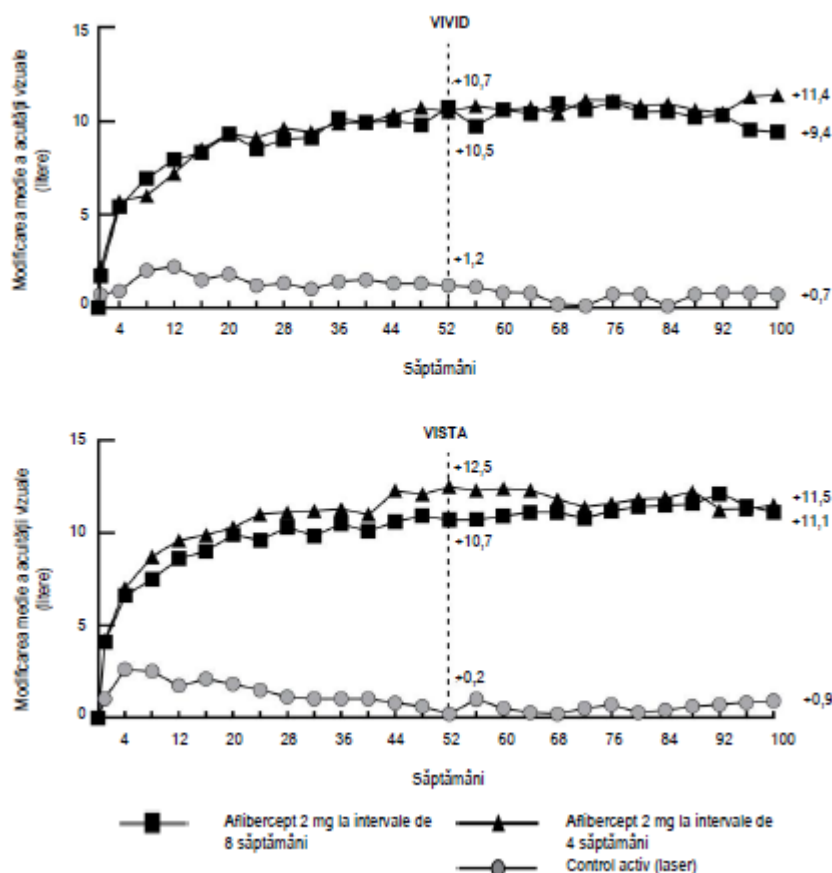 VIVID
Modificarea medie a acuității vizuale
(litere)
15
10
5
0
+10,7
+10,5
+1,2
+11,4
+9,4
+0,7
4 12 20 28 36 44 52 60 68 76 84 92 100
Săptămâni
VISTA
Modificarea medie a acuității vizuale
(litere)
15
10
5
0
+12,5
+10,7
+0,2
+11,5
+11,1
+0,9
4 12 20 28 36 44 52 60 68 76 84 92 100
Săptămâni
Aflibercept 2 mg la intervale de
8 săptămâni
Aflibercept 2 mg la intervale de
4 săptămâni
Control activ (laser)